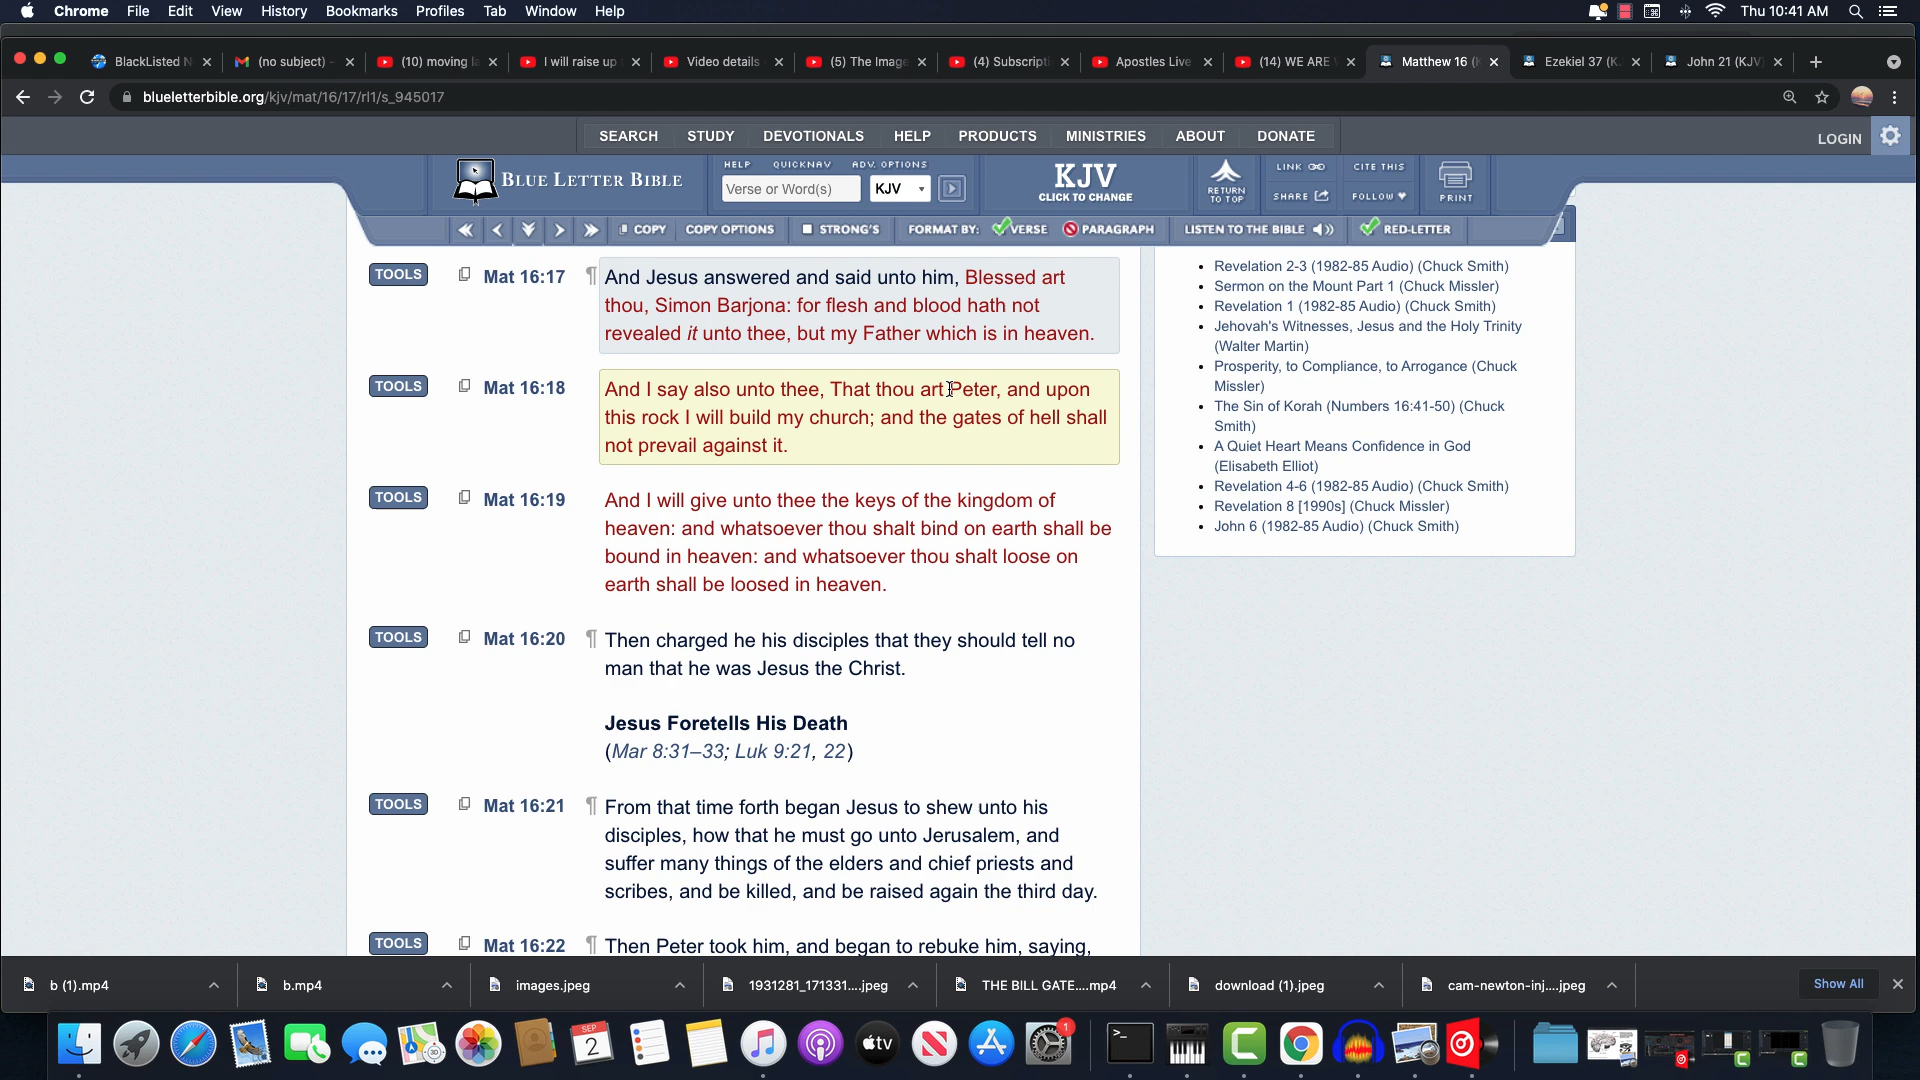 Chrome File Edit View History Bookmarks Profiles Tab Window Help Thu 10:41 AM
BlackListed N (no subject) - (10) moving la I will raise up Video details (5) The Image (4) Subscripti Apostles Live (14) WE ARE Matthew 16 (K Ezekiel 37 (K John 21 (KJV)
blueletterbible.org/kjv/mat/16/17/rl1/s_945017
SEARCH STUDY DEVOTIONALS HELP PRODUCTS MINISTRIES ABOUT DONATE LOGIN
BLUE LETTER BIBLE
HELP QUICKNAV ADV. OPTIONS
Verse or Word(s) KJV
KJV
CLICK TO CHANGE
RETURN
TO TOP
LINK CITE THIS
SHARE FOLLOW
PRINT
COPY COPY OPTIONS STRONG'S FORMAT BY: VERSE PARAGRAPH LISTEN TO THE BIBLE RED-LETTER
TOOLS Mat 16:17 ¶ And Jesus answered and said unto him, Blessed art
thou, Simon Barjona: for flesh and blood hath not
revealed it unto thee, but my Father which is in heaven.
TOOLS Mat 16:18 And I say also unto thee, That thou art Peter, and upon
this rock I will build my church; and the gates of hell shall
not prevail against it.
TOOLS Mat 16:19 And I will give unto thee the keys of the kingdom of
heaven: and whatsoever thou shalt bind on earth shall be
bound in heaven: and whatsoever thou shalt loose on
earth shall be loosed in heaven.
TOOLS Mat 16:20 ¶ Then charged he his disciples that they should tell no
man that he was Jesus the Christ.
Jesus Foretells His Death
(Mar 8:31–33; Luk 9:21, 22)
TOOLS Mat 16:21 ¶ From that time forth began Jesus to shew unto his
disciples, how that he must go unto Jerusalem, and
suffer many things of the elders and chief priests and
scribes, and be killed, and be raised again the third day.
TOOLS Mat 16:22 ¶ Then Peter took him, and began to rebuke him, saying,
• Revelation 2-3 (1982-85 Audio) (Chuck Smith)
• Sermon on the Mount Part 1 (Chuck Missler)
• Revelation 1 (1982-85 Audio) (Chuck Smith)
• Jehovah's Witnesses, Jesus and the Holy Trinity
(Walter Martin)
• Prosperity, to Compliance, to Arrogance (Chuck
Missler)
• The Sin of Korah (Numbers 16:41-50) (Chuck
Smith)
• A Quiet Heart Means Confidence in God
(Elisabeth Elliot)
• Revelation 4-6 (1982-85 Audio) (Chuck Smith)
• Revelation 8 [1990s] (Chuck Missler)
• John 6 (1982-85 Audio) (Chuck Smith)
b (1).mp4 b.mp4 images.jpeg 1931281_171331....jpeg THE BILL GATE....mp4 download (1).jpeg cam-newton-inj....jpeg Show All
SEP
2
tv
1